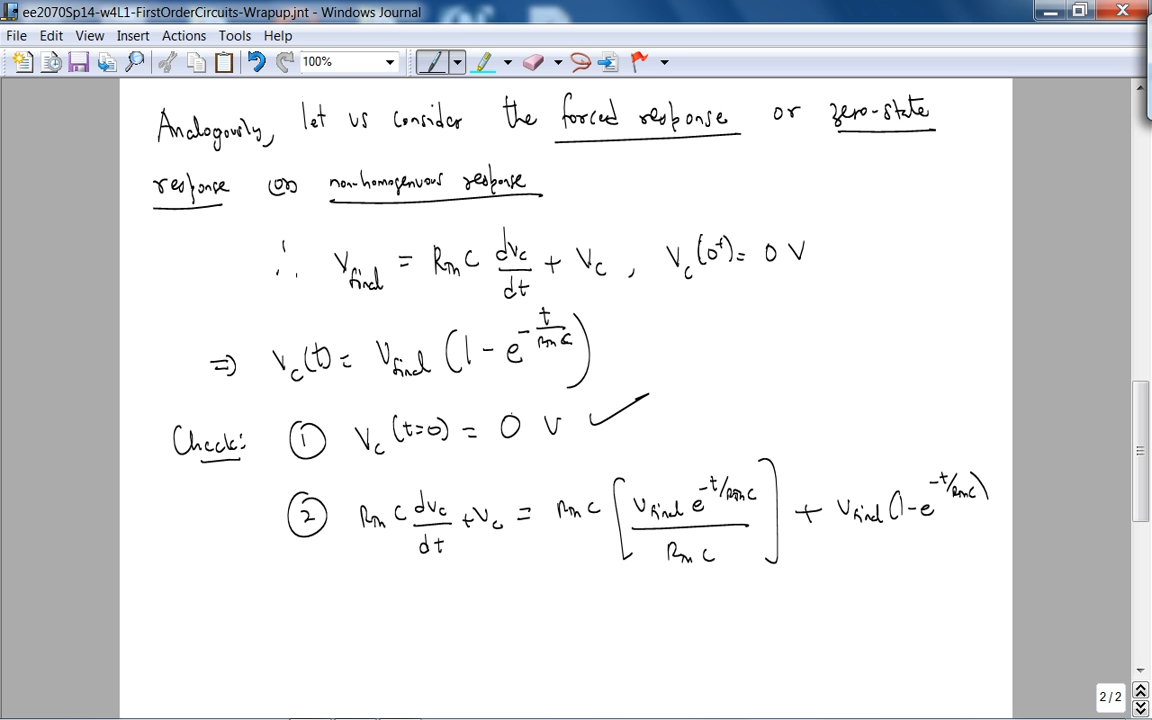 ee2070Sp14-w4L1-FirstOrderCircuits-Wrapup.jnt - Windows Journal
File Edit View Insert Actions Tools Help
100%
Analogously, let us consider the forced response or zero-state
response (or) non-homogenous response
∴ V_final = R_Th C dv_c/dt + V_c , V_c(0⁺) = 0 V
⇒ V_c(t) = V_final (1 - e^(-t/R_Th C))
Check: ① V_c (t=0) = 0 V ✓
② R_Th C dv_c/dt + V_c = R_Th C [V_final e^(-t/R_Th C) / R_Th C] + V_final (1 - e^(-t/R_Th C))
2 / 2